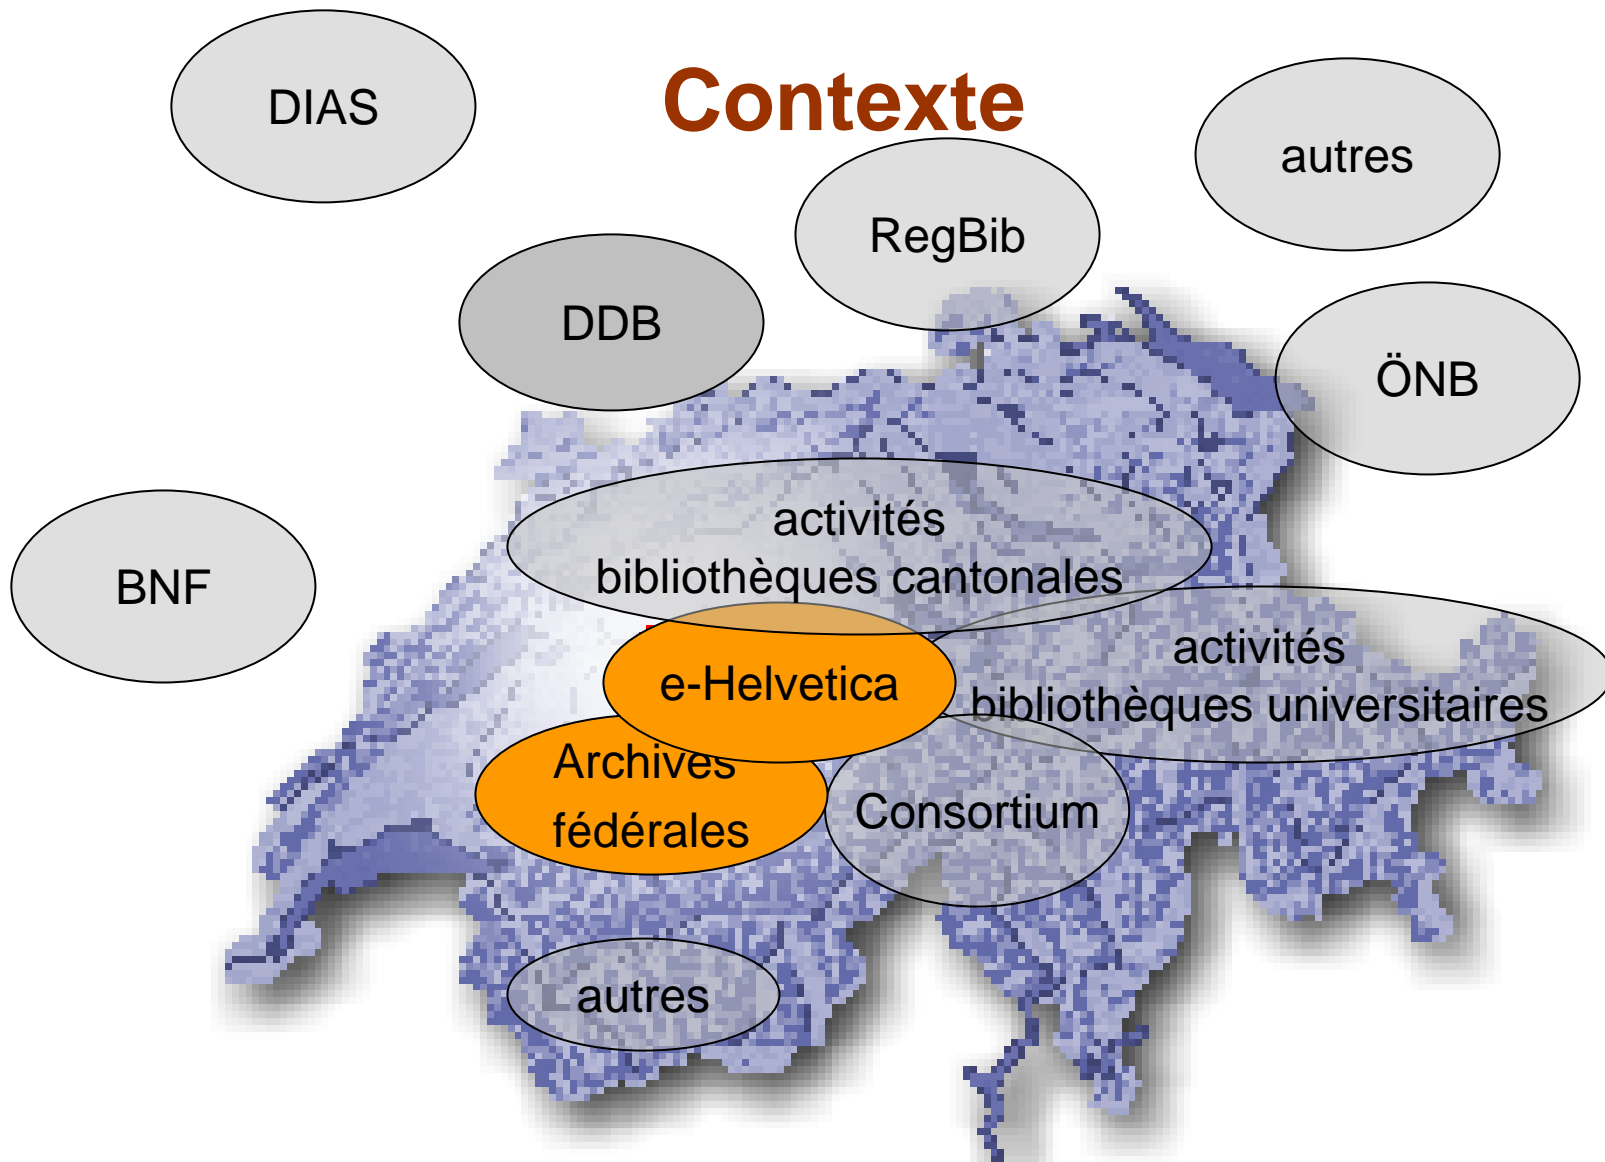 Contexte
DIAS
autres
RegBib
DDB
ÖNB
activités
bibliothèques cantonales
BNF
activités
bibliothèques universitaires
e-Helvetica
Archives
fédérales
Consortium
autres